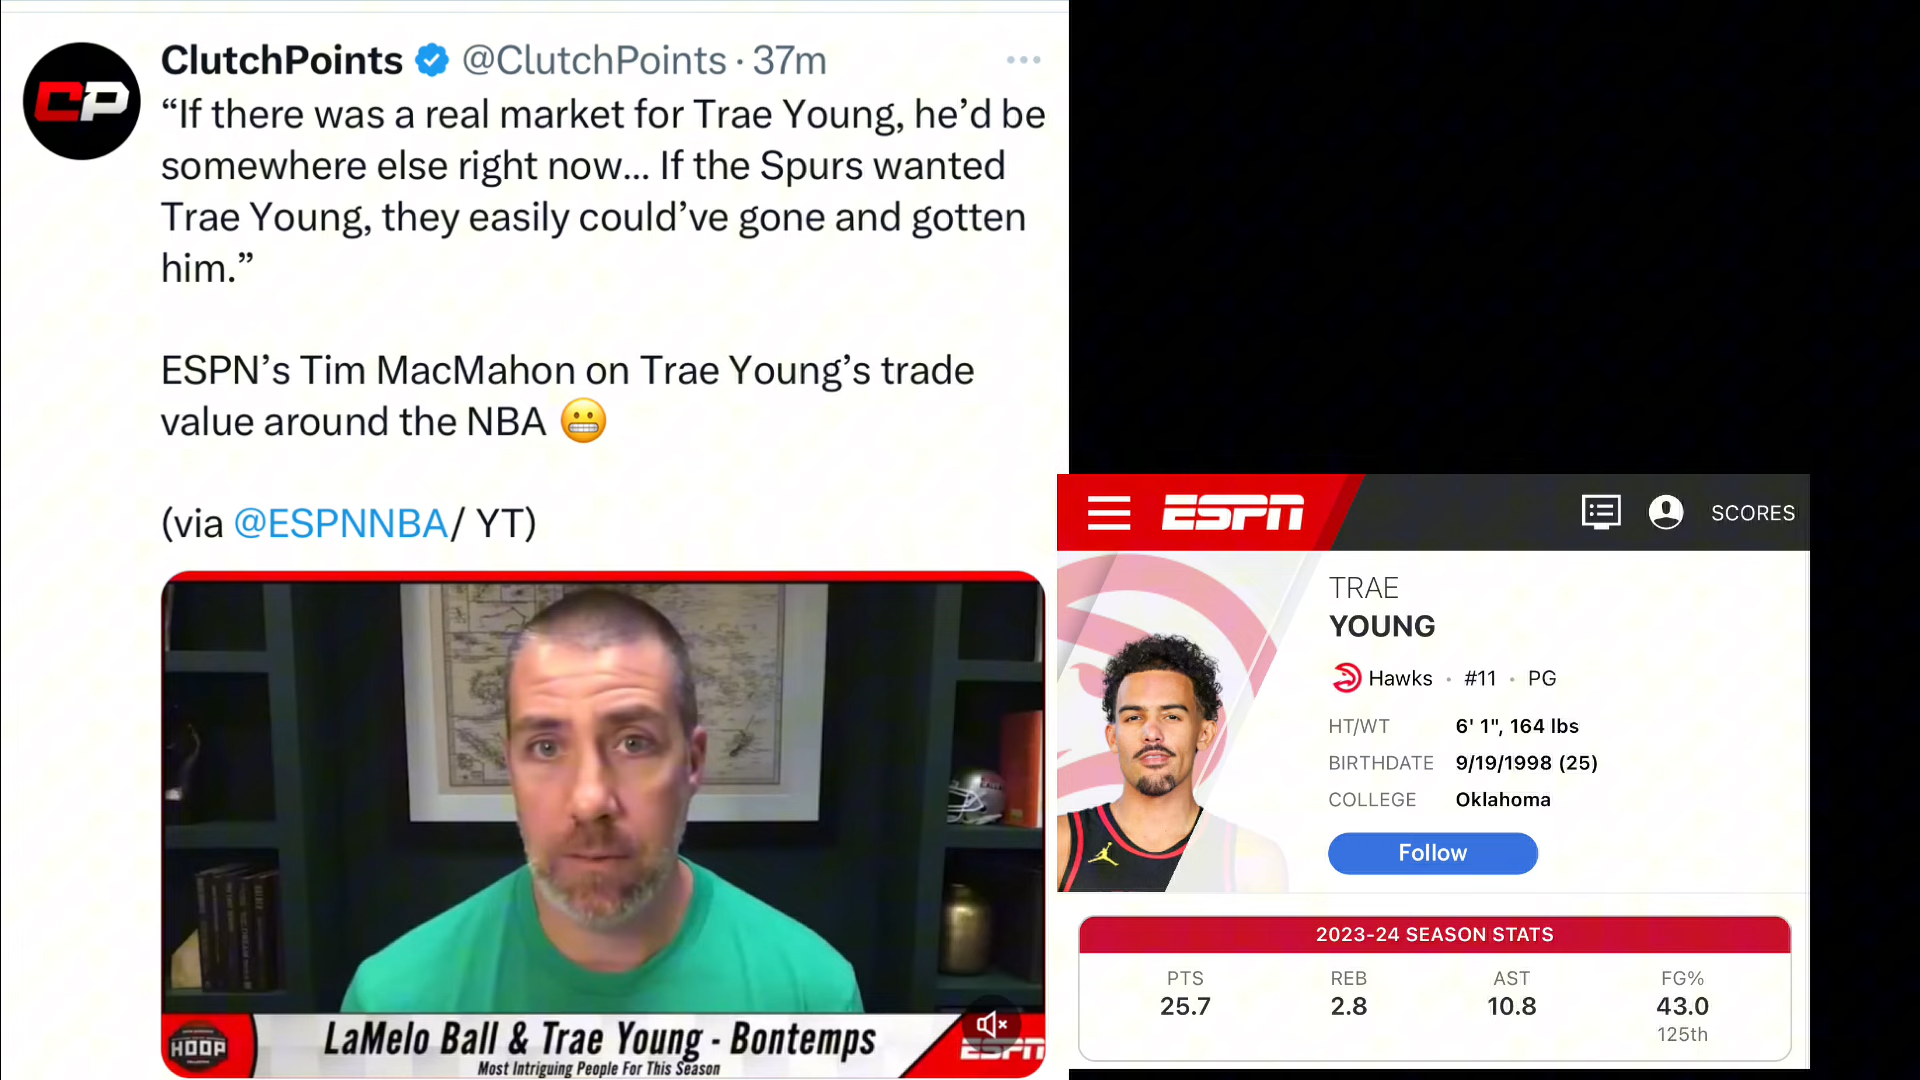 CP
ClutchPoints @ClutchPoints · 37m
“If there was a real market for Trae Young, he’d be
somewhere else right now... If the Spurs wanted
Trae Young, they easily could’ve gone and gotten
him.”
ESPN’s Tim MacMahon on Trae Young’s trade
value around the NBA 😬
(via @ESPNNBA/ YT)
HOOP
LaMelo Ball & Trae Young - Bontemps
Most Intriguing People For This Season
ESPN
ESPN
SCORES
TRAE
YOUNG
Hawks · #11 · PG
HT/WT 6' 1", 164 lbs
BIRTHDATE 9/19/1998 (25)
COLLEGE Oklahoma
Follow
2023-24 SEASON STATS
PTS REB AST FG%
25.7 2.8 10.8 43.0
125th